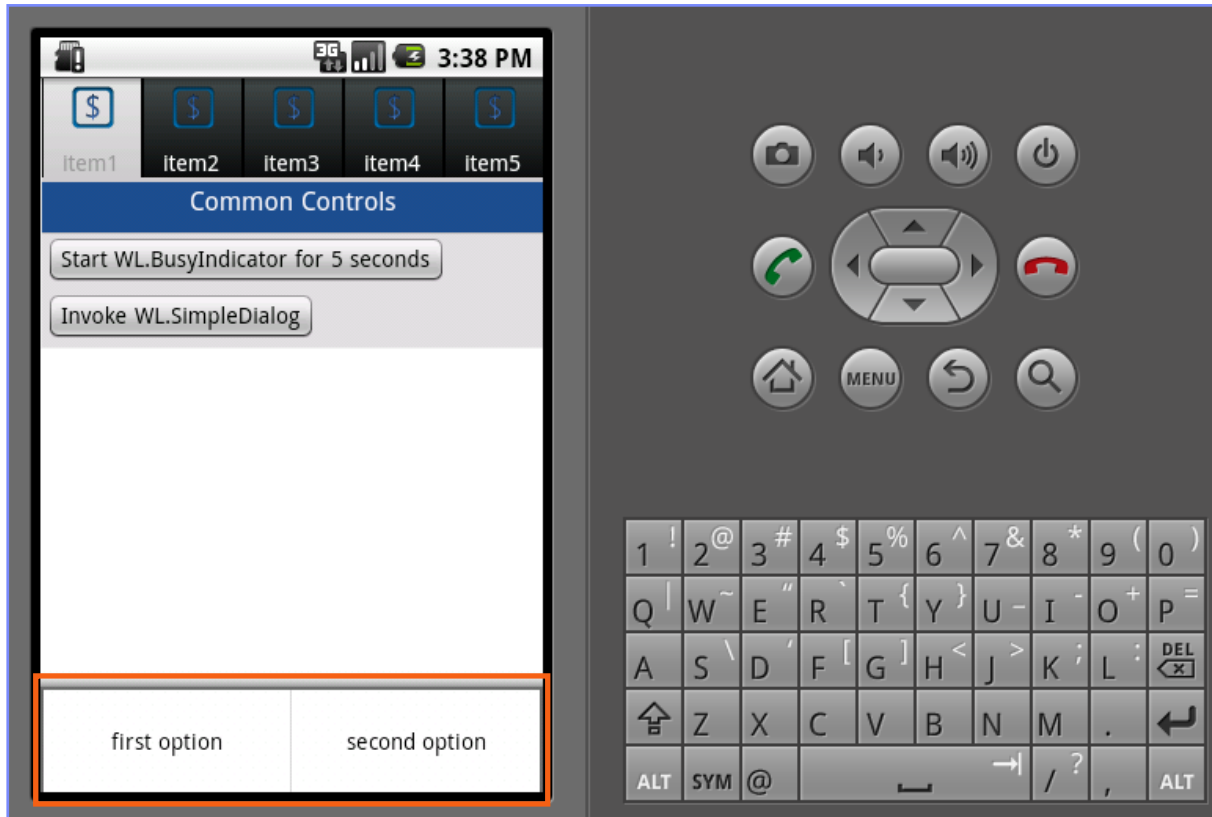 3G 3:38 PM
$ $ $ $ $
item1 item2 item3 item4 item5
Common Controls
Start WL.BusyIndicator for 5 seconds
Invoke WL.SimpleDialog
first option second option
MENU
1 ! 2 @ 3 # 4 $ 5 % 6 ^ 7 & 8 * 9 ( 0 )
Q | W ~ E “ R ` T { Y } U _ I - O + P =
A S \ D ‘ F [ G ] H < J > K ; L : DEL
Z X C V B N M .
ALT SYM @ / ? , ALT